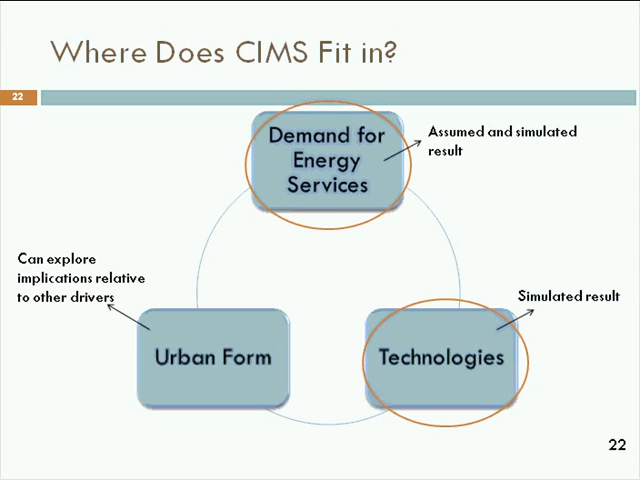 Where Does CIMS Fit in?
22
Demand for
Energy
Services
Assumed and simulated
result
Can explore
implications relative
to other drivers
Simulated result
Urban Form
Technologies
22